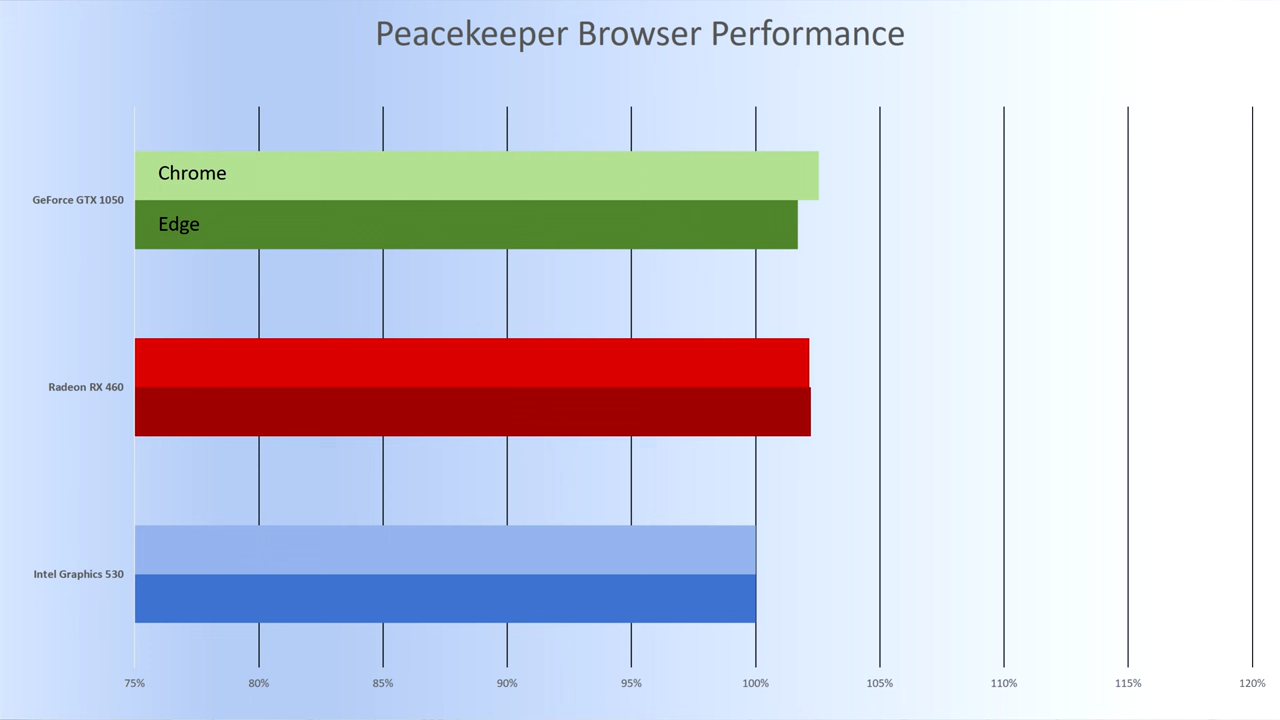 Peacekeeper Browser Performance
Chrome
GeForce GTX 1050
Edge
Radeon RX 460
Intel Graphics 530
75% 80% 85% 90% 95% 100% 105% 110% 115% 120%